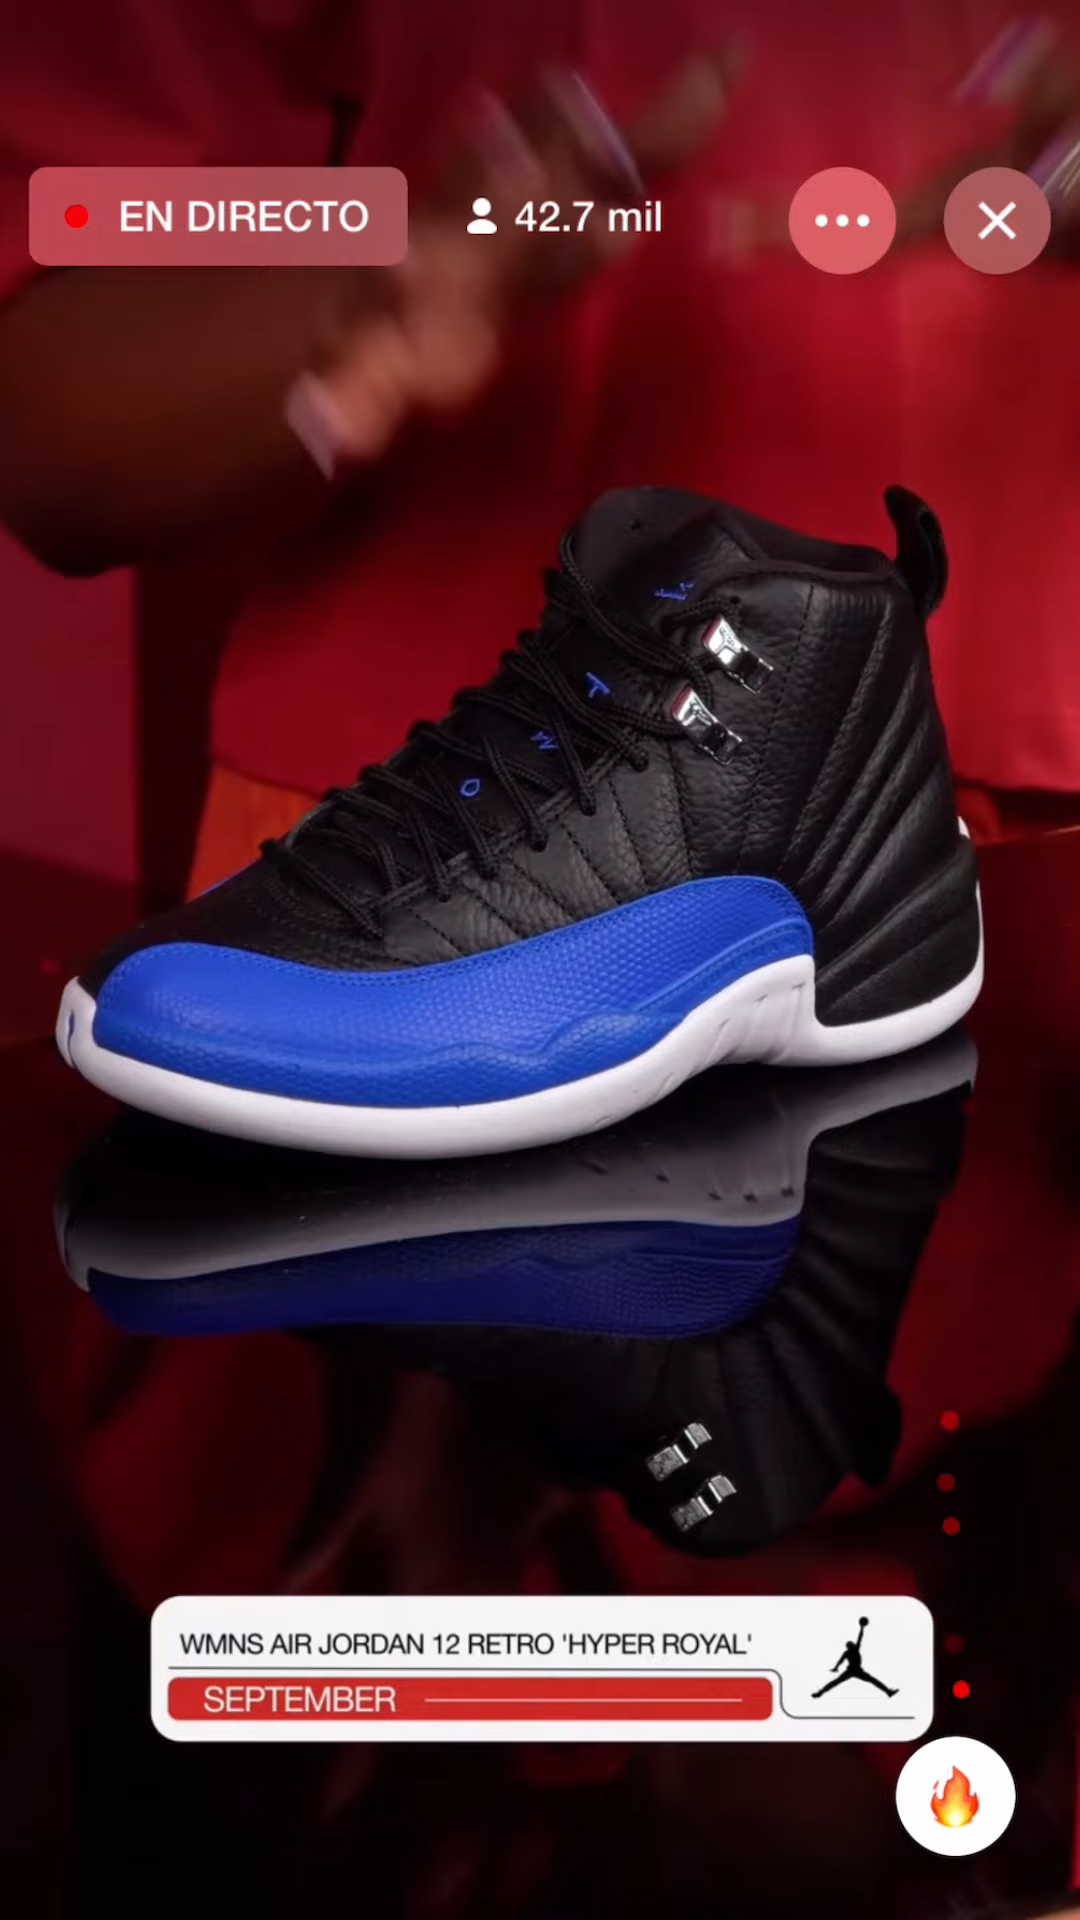 EN DIRECTO
42.7 mil
WMNS AIR JORDAN 12 RETRO 'HYPER ROYAL'
SEPTEMBER